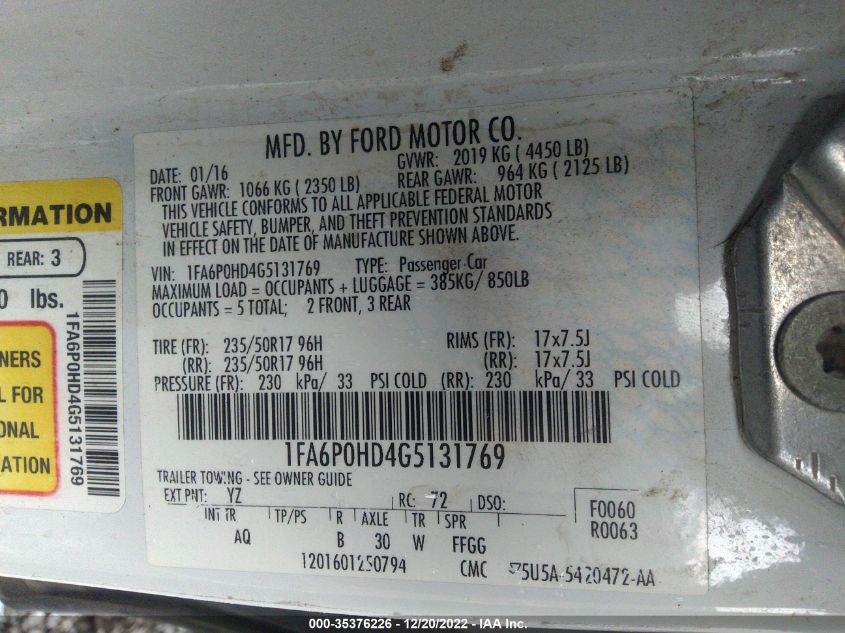 MFD. BY FORD MOTOR CO.
DATE: 01/16
GVWR: 2019 KG ( 4450 LB)
FRONT GAWR: 1066 KG ( 2350 LB)
REAR GAWR: 964 KG ( 2125 LB)
THIS VEHICLE CONFORMS TO ALL APPLICABLE FEDERAL MOTOR
VEHICLE SAFETY, BUMPER, AND THEFT PREVENTION STANDARDS
IN EFFECT ON THE DATE OF MANUFACTURE SHOWN ABOVE.
VIN: 1FA6P0HD4G5131769 TYPE: Passenger Car
MAXIMUM LOAD = OCCUPANTS + LUGGAGE = 385KG/ 850LB
OCCUPANTS = 5 TOTAL; 2 FRONT, 3 REAR
TIRE (FR): 235/50R17 96H RIMS (FR): 17x7.5J
(RR): 235/50R17 96H (RR): 17x7.5J
PRESSURE (FR): 230 kPa/ 33 PSI COLD (RR): 230 kPa/ 33 PSI COLD
1FA6P0HD4G5131769
TRAILER TOWING - SEE OWNER GUIDE
EXT PNT: YZ RC: 72 DSO:
F0060
R0063
INT TR TP/PS R AXLE TR SPR
AQ B 30 W FFGG
1201601250794 CMC 5U5A-5420472-AA
RMATION
REAR: 3
0 lbs.
NERS
L FOR
ONAL
ATION
1FA6P0HD4G5131769
000-35376226 - 12/20/2022 - IAA Inc.